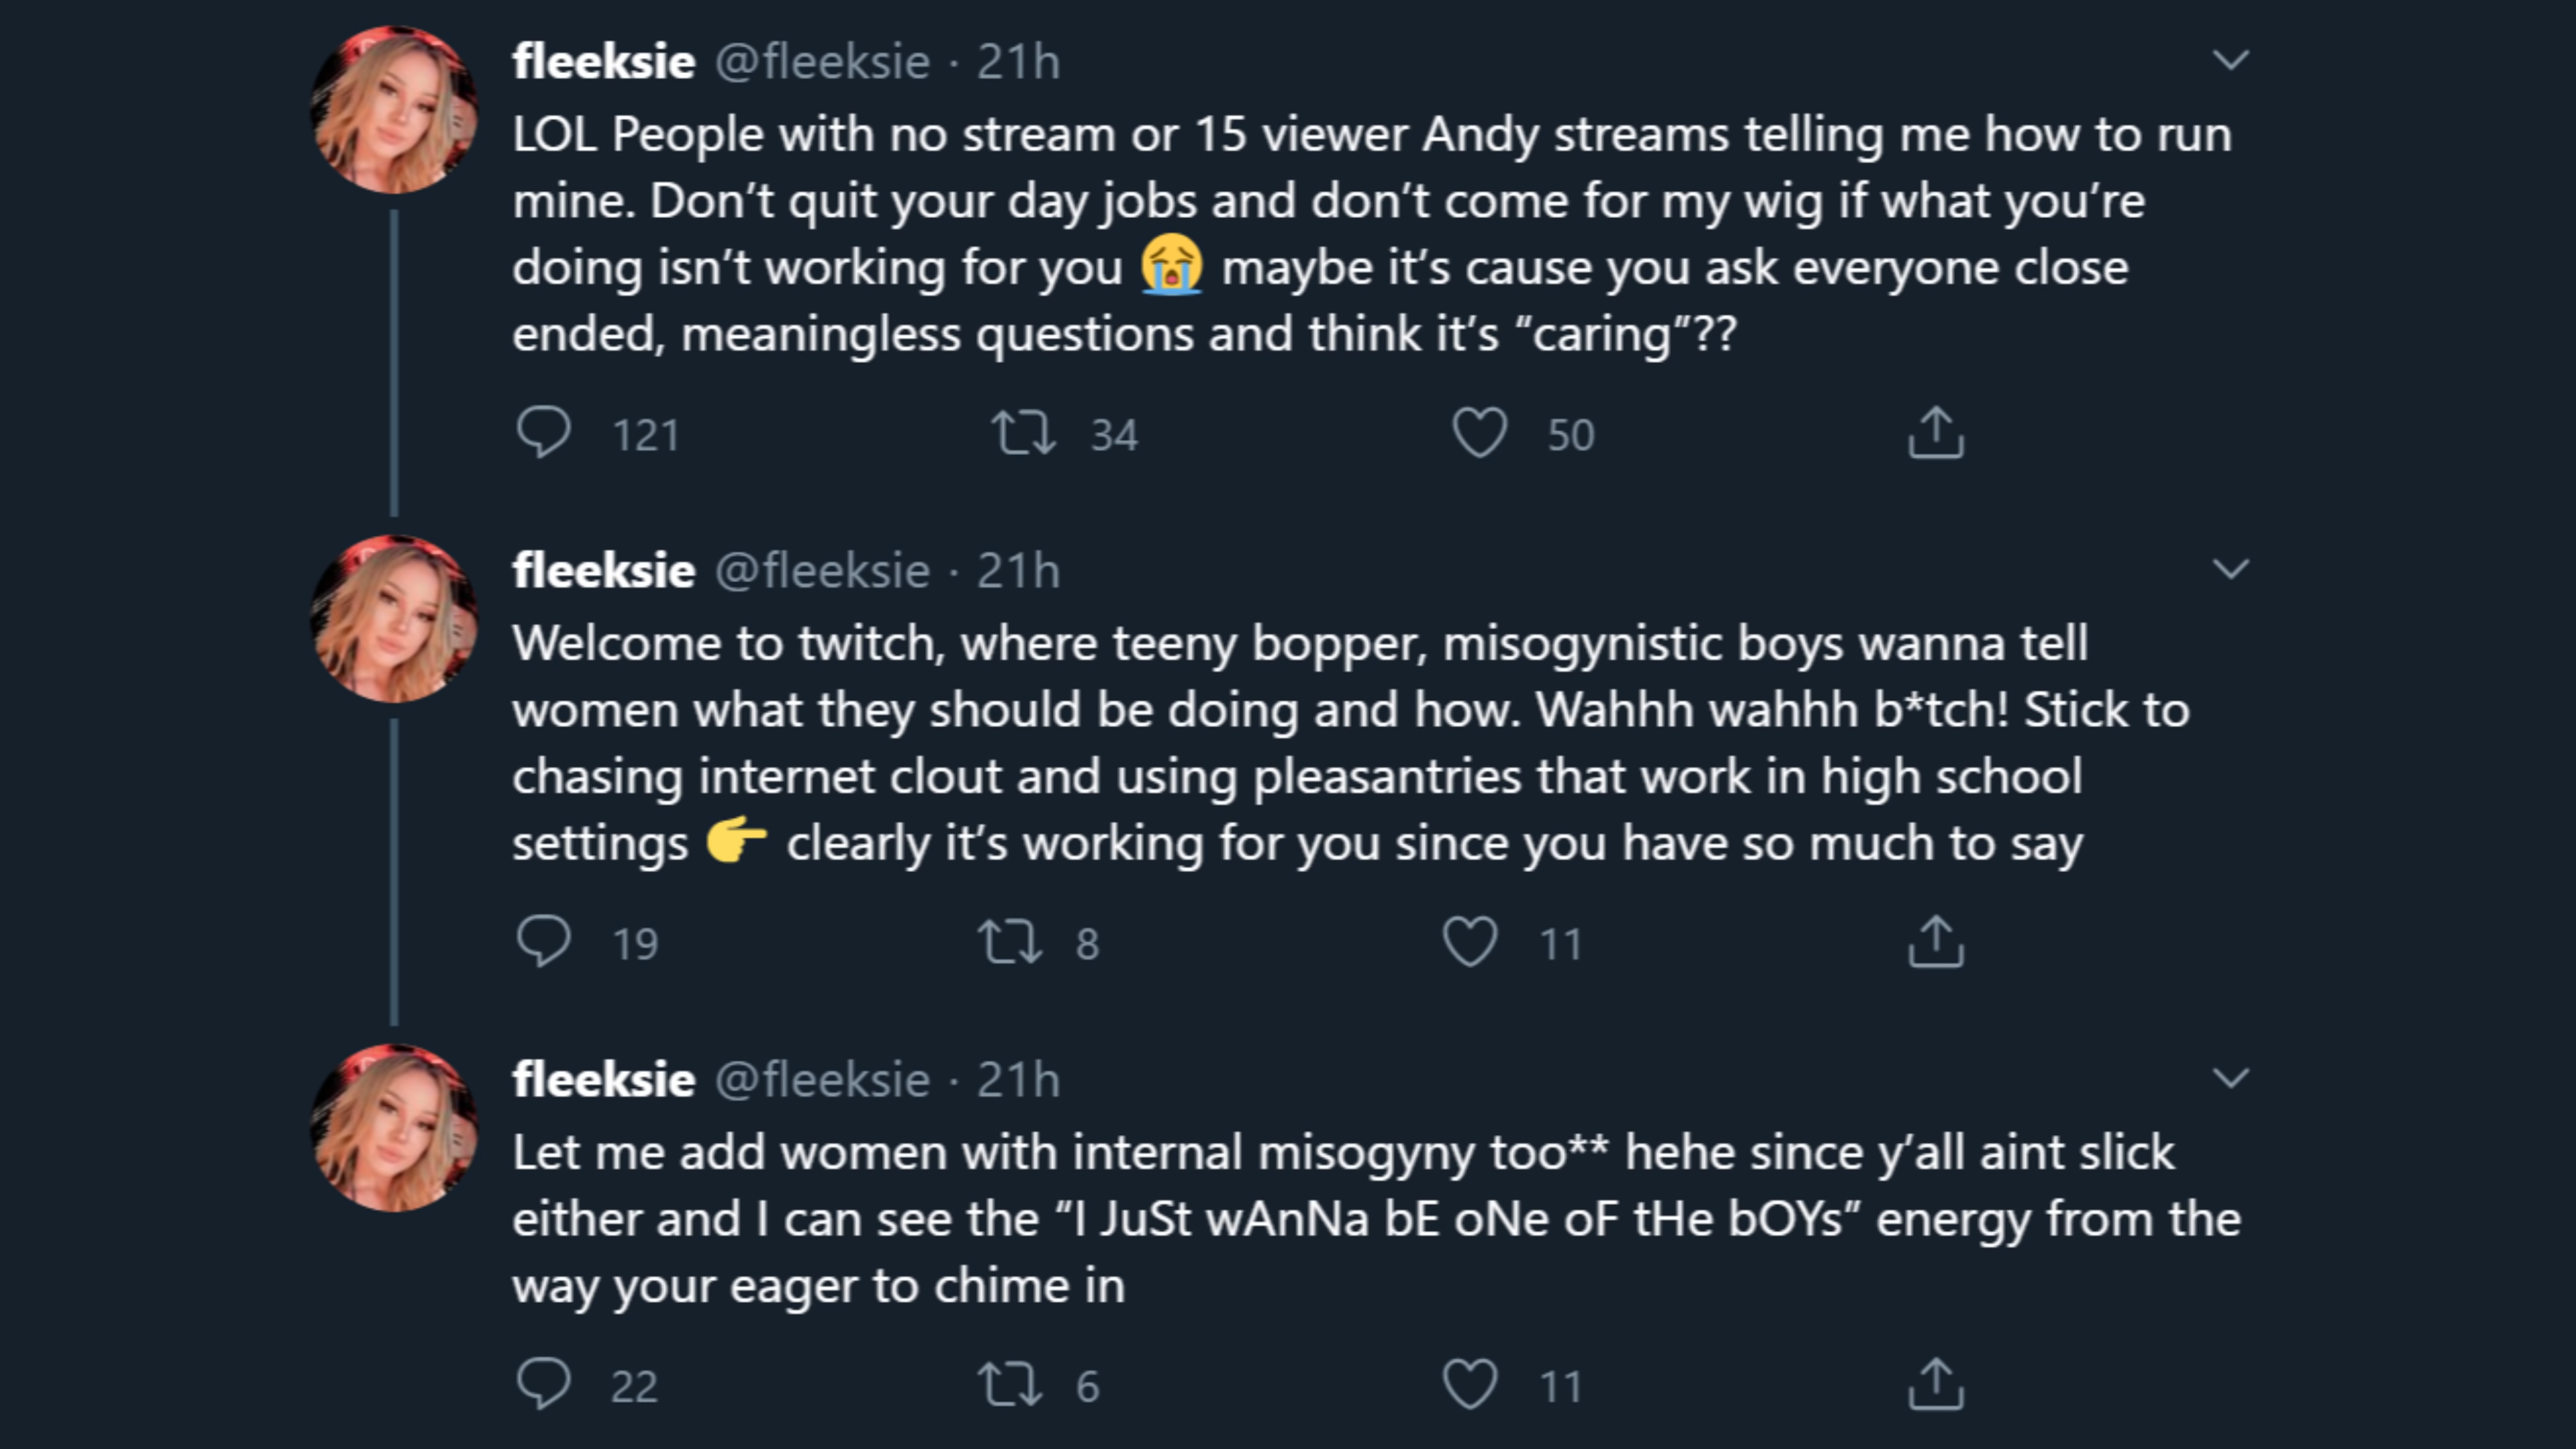 fleeksie @fleeksie · 21h
LOL People with no stream or 15 viewer Andy streams telling me how to run
mine. Don’t quit your day jobs and don’t come for my wig if what you’re
doing isn’t working for you 😭 maybe it’s cause you ask everyone close
ended, meaningless questions and think it’s “caring”??
121 34 50
fleeksie @fleeksie · 21h
Welcome to twitch, where teeny bopper, misogynistic boys wanna tell
women what they should be doing and how. Wahhh wahhh b*tch! Stick to
chasing internet clout and using pleasantries that work in high school
settings 👉 clearly it’s working for you since you have so much to say
19 8 11
fleeksie @fleeksie · 21h
Let me add women with internal misogyny too** hehe since y’all aint slick
either and I can see the “I JuSt wAnNa bE oNe oF tHe bOYs” energy from the
way your eager to chime in
22 6 11